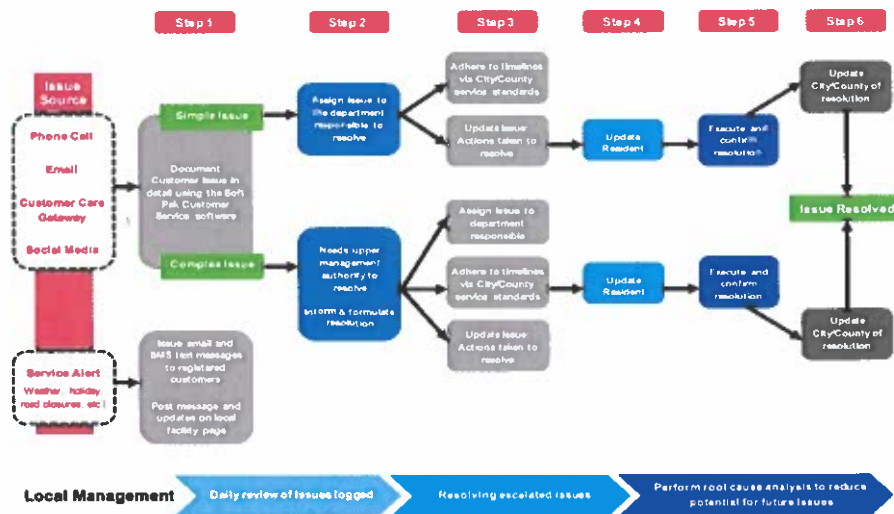 Step 1
Step 2
Step 3
Step 4
Step 5
Step 6
Issue
Source
Phone Call
Email
Customer Care
Gateway
Social Media
Simple Issue
Document
Customer Issue in
detail using the Soft
Pak Customer
Service software
Complex Issue
Assign Issue to
the department
responsible to
resolve
Adhere to timelines
via City/County
service standards
Update Issue:
Actions taken to
resolve
Update
Resident
Execute and
confirm
resolution
Update
City/County of
resolution
Issue Resolved
Needs upper
management
authority to
resolve
Inform & formulate
resolution
Assign Issue to
department
responsible
Adhere to timelines
via City/County
service standards
Update Issue:
Actions taken to
resolve
Update
Resident
Execute and
confirm
resolution
Update
City/County of
resolution
Service Alert
Weather, holiday,
road closures, etc.)
Issue email and
SMS text messages
to registered
customers
Post message and
updates on local
facility page
Local Management
Daily review of issues logged
Resolving escalated issues
Perform root cause analysis to reduce
potential for future issues